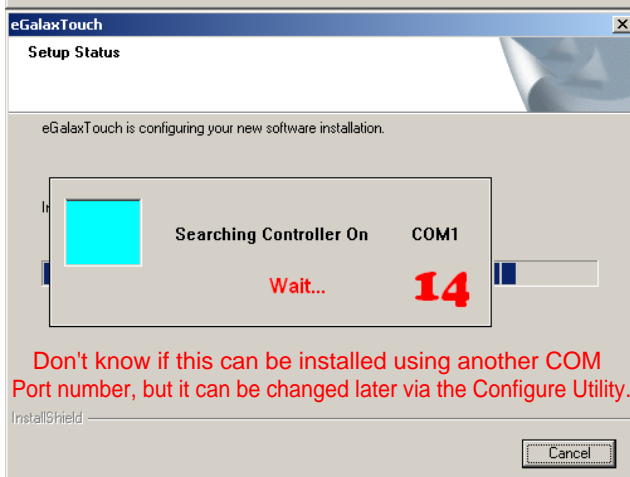 eGalaxTouch
Setup Status
eGalaxTouch is configuring your new software installation.
Searching Controller On COM1
Wait... 14
Don't know if this can be installed using another COM
Port number, but it can be changed later via the Configure Utility.
InstallShield
Cancel